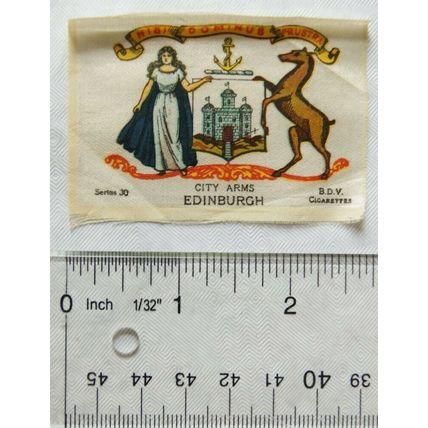 NISI DOMINUS FRUSTRA
Series 30
CITY ARMS
EDINBURGH
B.D.V.
CIGARETTES
0 Inch 1/32" 1 2
45 44 43 42 41 40 39